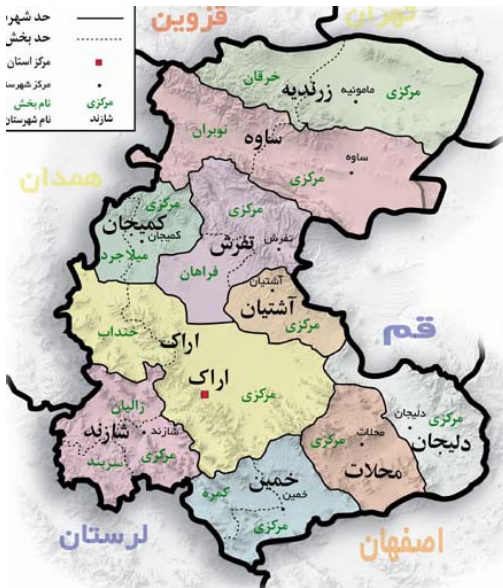 حد شهر
حد بخش
مرکز استان
مرکز شهرستا
مرکزی
نام بخش
شازند
نام شهرستان
قزوین
تهران
خرقان
زرندیه
مامونیه
مرکزی
نوبران
ساوه
ساوه
مرکزی
همدان
مرکزی
کمیجان
کمیجان
میلاجرد
مرکزی
تفرش
تفرش
فراهان
آشتیان
آشتیان
مرکزی
قم
خنداب
اراک
اراک
مرکزی
زالیان
شازند
شازند
سربند
مرکزی
دلیجان
مرکزی
دلیجان
محلات
مرکزی
محلات
خمین
کمره
خمین
مرکزی
لرستان
اصفهان